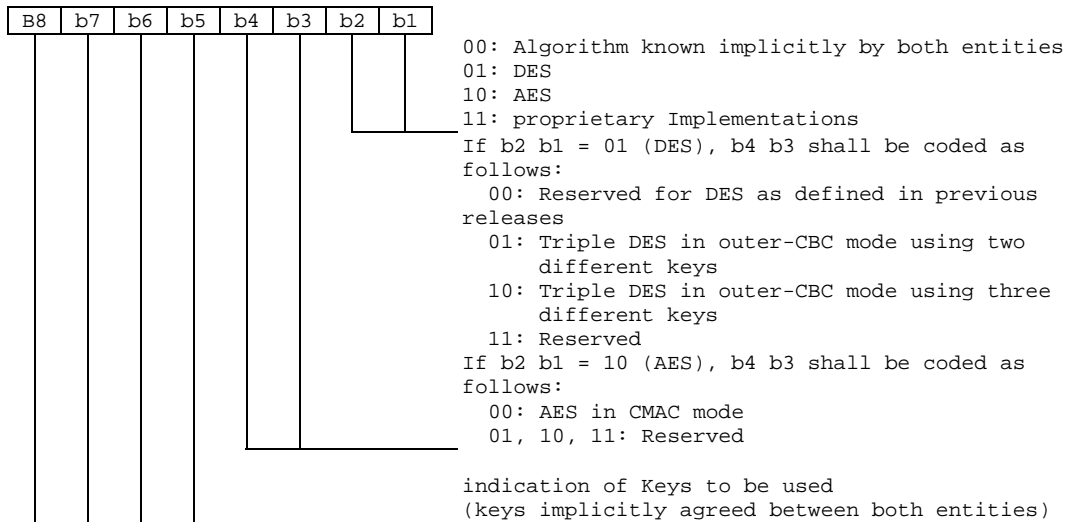 B8 b7 b6 b5 b4 b3 b2 b1
00: Algorithm known implicitly by both entities
01: DES
10: AES
11: proprietary Implementations
If b2 b1 = 01 (DES), b4 b3 shall be coded as
follows:
00: Reserved for DES as defined in previous
releases
01: Triple DES in outer-CBC mode using two
different keys
10: Triple DES in outer-CBC mode using three
different keys
11: Reserved
If b2 b1 = 10 (AES), b4 b3 shall be coded as
follows:
00: AES in CMAC mode
01, 10, 11: Reserved
indication of Keys to be used
(keys implicitly agreed between both entities)